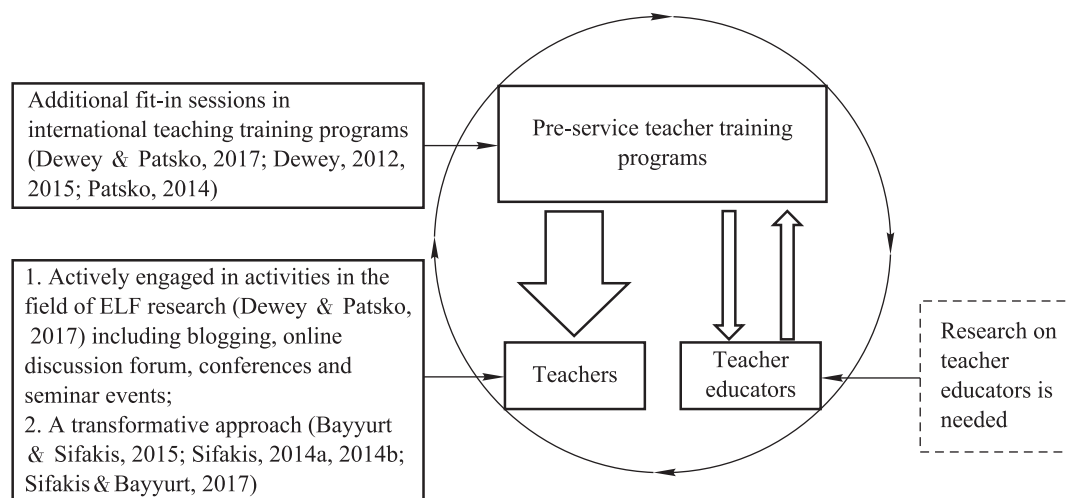 Additional fit-in sessions in
international teaching training programs
(Dewey & Patsko, 2017; Dewey, 2012,
2015; Patsko, 2014)
Pre-service teacher training
programs
1. Actively engaged in activities in the
field of ELF research (Dewey & Patsko,
2017) including blogging, online
discussion forum, conferences and
seminar events;
2. A transformative approach (Bayyurt
& Sifakis, 2015; Sifakis, 2014a, 2014b;
Sifakis & Bayyurt, 2017)
Teachers
Teacher
educators
Research on
teacher
educators is
needed